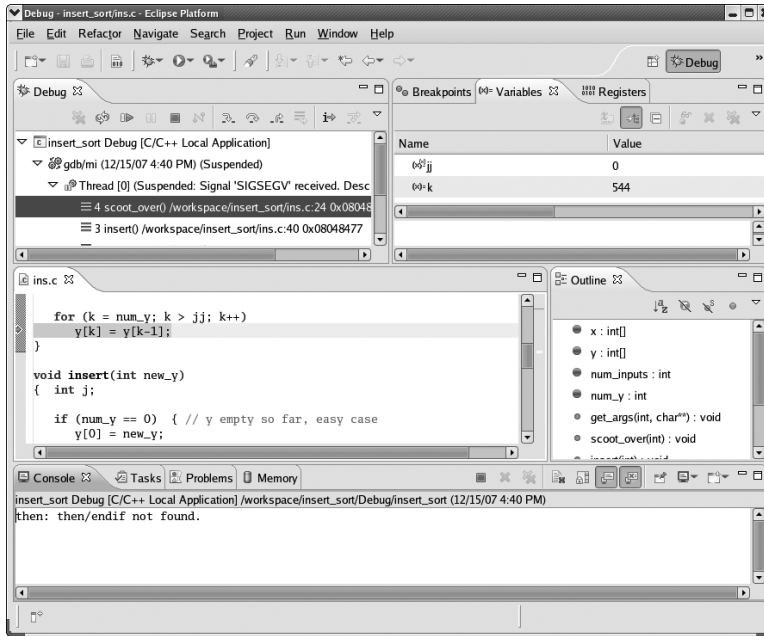 Debug - insert_sort/ins.c - Eclipse Platform
File Edit Refactor Navigate Search Project Run Window Help
Debug
»
Debug
Breakpoints (x)= Variables Registers
insert_sort Debug [C/C++ Local Application]
gdb/mi (12/15/07 4:40 PM) (Suspended)
Thread [0] (Suspended: Signal 'SIGSEGV' received. Desc
4 scoot_over() /workspace/insert_sort/ins.c:24 0x08048
3 insert() /workspace/insert_sort/ins.c:40 0x08048477
Name Value
(x)= jj 0
(x)= k 544
ins.c
for (k = num_y; k > jj; k++)
y[k] = y[k-1];
}
void insert(int new_y)
{ int j;
if (num_y == 0) { // y empty so far, easy case
y[0] = new_y;
Outline
x : int[]
y : int[]
num_inputs : int
num_y : int
get_args(int, char**) : void
scoot_over(int) : void
insert(int) : void
Console Tasks Problems Memory
insert_sort Debug [C/C++ Local Application] /workspace/insert_sort/Debug/insert_sort (12/15/07 4:40 PM)
then: then/endif not found.